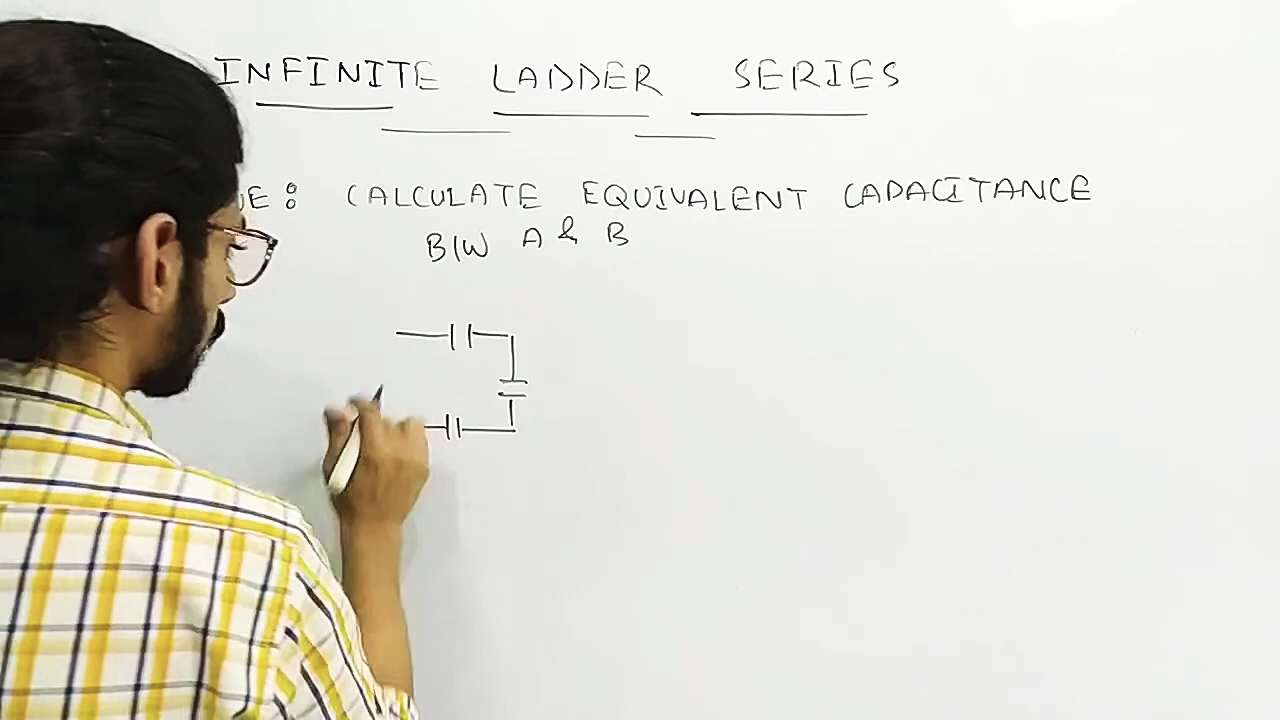 INFINITE LADDER SERIES
CALCULATE EQUIVALENT CAPACITANCE
B/W A & B